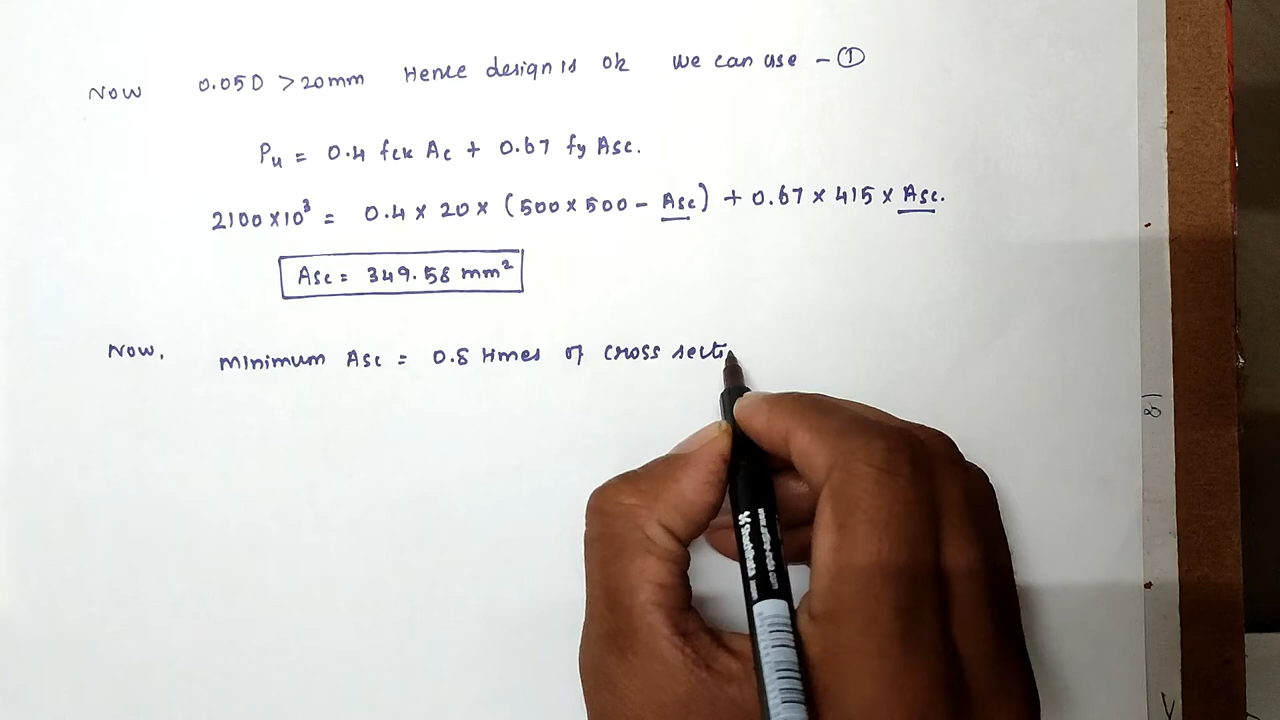 Now 0.05D > 20mm Hence design is ok we can use - ①
Pu = 0.4 fck Ac + 0.67 fy Asc.
2100 x 10³ = 0.4 x 20 x (500 x 500 - Asc) + 0.67 x 415 x Asc.
Asc = 349.58 mm²
Now, Minimum Asc = 0.8 times of cross secti